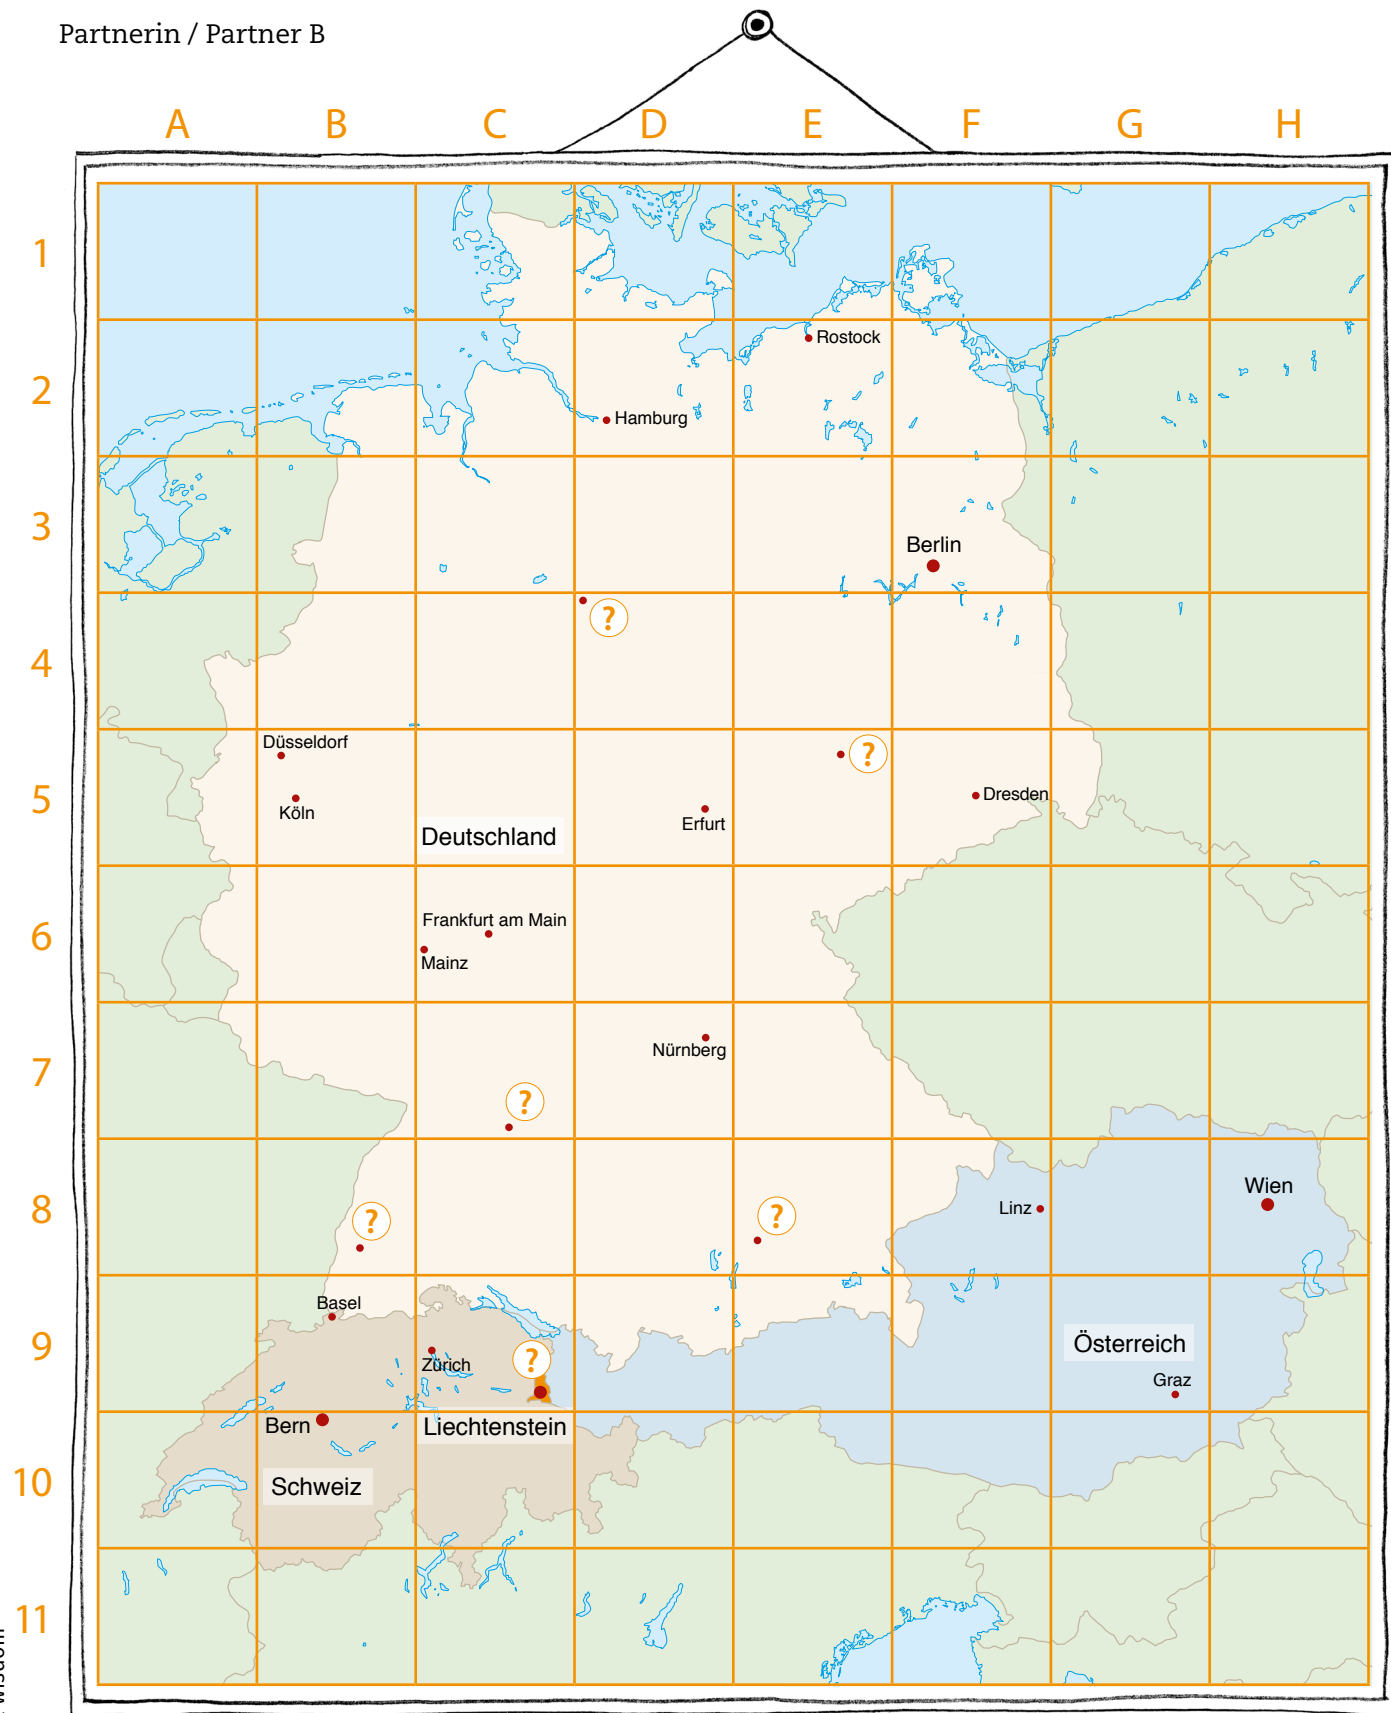 Partnerin / Partner B
A B C D E F G H
1
Rostock
2
Hamburg
3
Berlin
?
4
Düsseldorf
?
5
Dresden
Köln
Erfurt
Deutschland
Frankfurt am Main
6
Mainz
Nürnberg
7
?
Wien
8
Linz
?
?
Basel
9
Österreich
Zürich
?
Graz
Bern
Liechtenstein
10
Schweiz
11